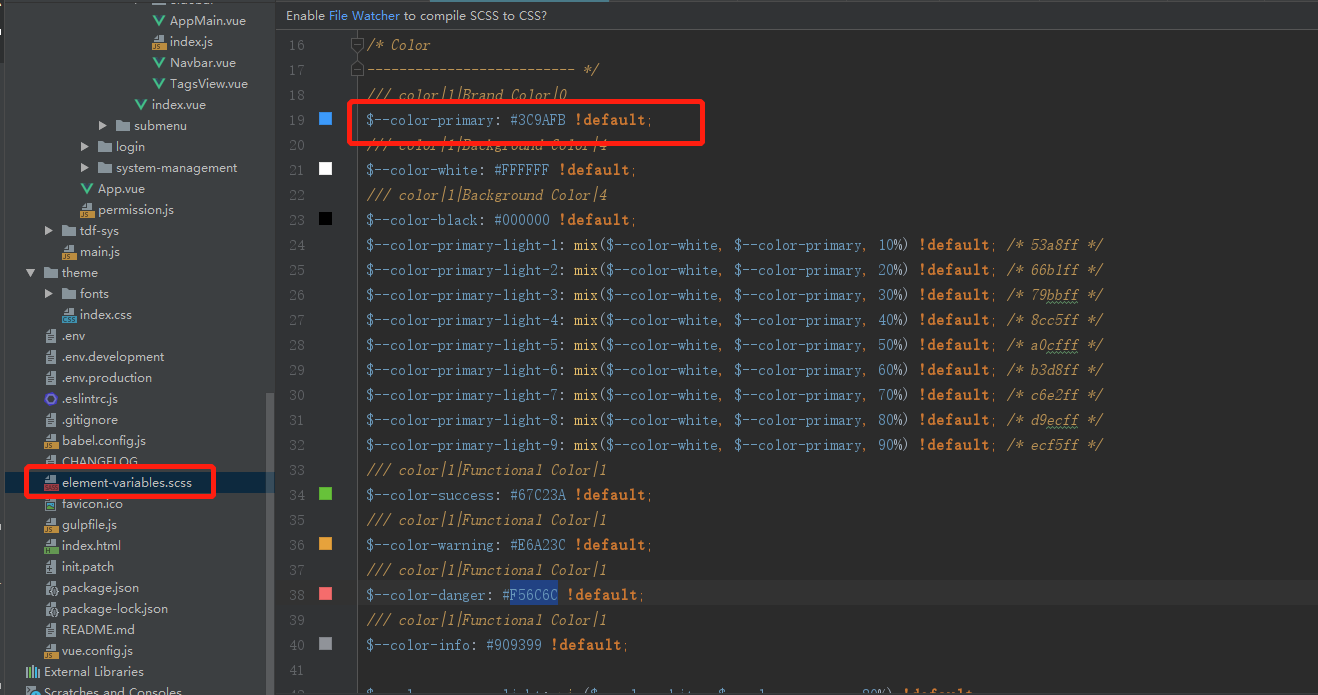 AppMain.vue
index.js
Navbar.vue
TagsView.vue
index.vue
submenu
login
system-management
App.vue
permission.js
tdf-sys
main.js
theme
fonts
index.css
.env
.env.development
.env.production
.eslintrc.js
.gitignore
babel.config.js
CHANGELOG
element-variables.scss
favicon.ico
gulpfile.js
index.html
init.patch
package.json
package-lock.json
README.md
vue.config.js
External Libraries
Scratches and Consoles
Enable File Watcher to compile SCSS to CSS?
16 /* Color
17 -------------------------- */
18 /// color|1|Brand Color|0
19 $--color-primary: #3C9AFB !default;
20 /// color|1|Background Color|4
21 $--color-white: #FFFFFF !default;
22 /// color|1|Background Color|4
23 $--color-black: #000000 !default;
24 $--color-primary-light-1: mix($--color-white, $--color-primary, 10%) !default; /* 53a8ff */
25 $--color-primary-light-2: mix($--color-white, $--color-primary, 20%) !default; /* 66b1ff */
26 $--color-primary-light-3: mix($--color-white, $--color-primary, 30%) !default; /* 79bbff */
27 $--color-primary-light-4: mix($--color-white, $--color-primary, 40%) !default; /* 8cc5ff */
28 $--color-primary-light-5: mix($--color-white, $--color-primary, 50%) !default; /* a0cfff */
29 $--color-primary-light-6: mix($--color-white, $--color-primary, 60%) !default; /* b3d8ff */
30 $--color-primary-light-7: mix($--color-white, $--color-primary, 70%) !default; /* c6e2ff */
31 $--color-primary-light-8: mix($--color-white, $--color-primary, 80%) !default; /* d9ecff */
32 $--color-primary-light-9: mix($--color-white, $--color-primary, 90%) !default; /* ecf5ff */
33 /// color|1|Functional Color|1
34 $--color-success: #67C23A !default;
35 /// color|1|Functional Color|1
36 $--color-warning: #E6A23C !default;
37 /// color|1|Functional Color|1
38 $--color-danger: #F56C6C !default;
39 /// color|1|Functional Color|1
40 $--color-info: #909399 !default;
41